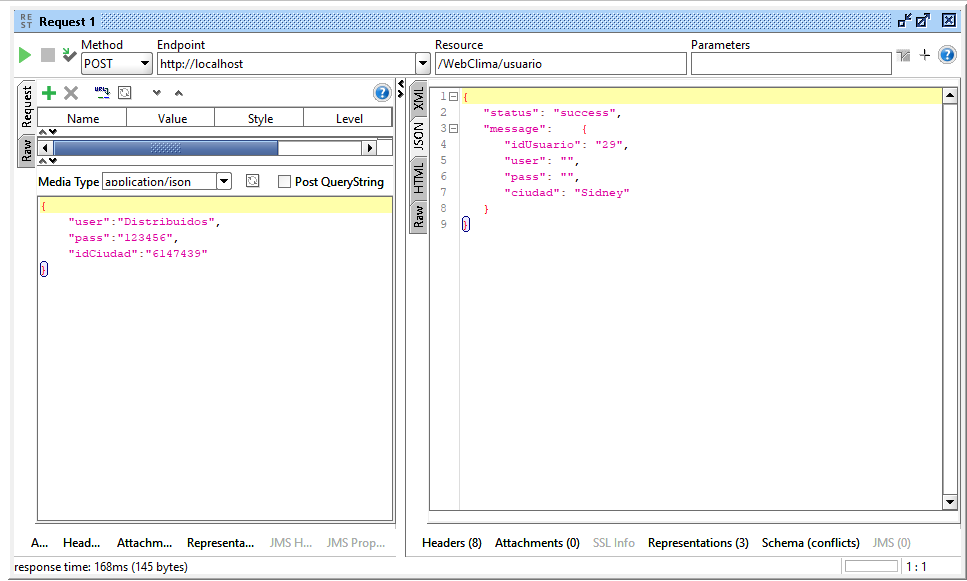 REST Request 1
Method Endpoint Resource Parameters
POST http://localhost /WebClima/usuario
Request
Raw
Name Value Style Level
Media Type application/json Post QueryString
{
"user":"Distribuidos",
"pass":"123456",
"idCiudad":"6147439"
}
XML
JSON
HTML
Raw
1 {
2 "status": "success",
3 "message": {
4 "idUsuario": "29",
5 "user": "",
6 "pass": "",
7 "ciudad": "Sidney"
8 }
9 }
A... Head... Attachm... Representa... JMS H... JMS Prop...
Headers (8) Attachments (0) SSL Info Representations (3) Schema (conflicts) JMS (0)
response time: 168ms (145 bytes)
1 : 1